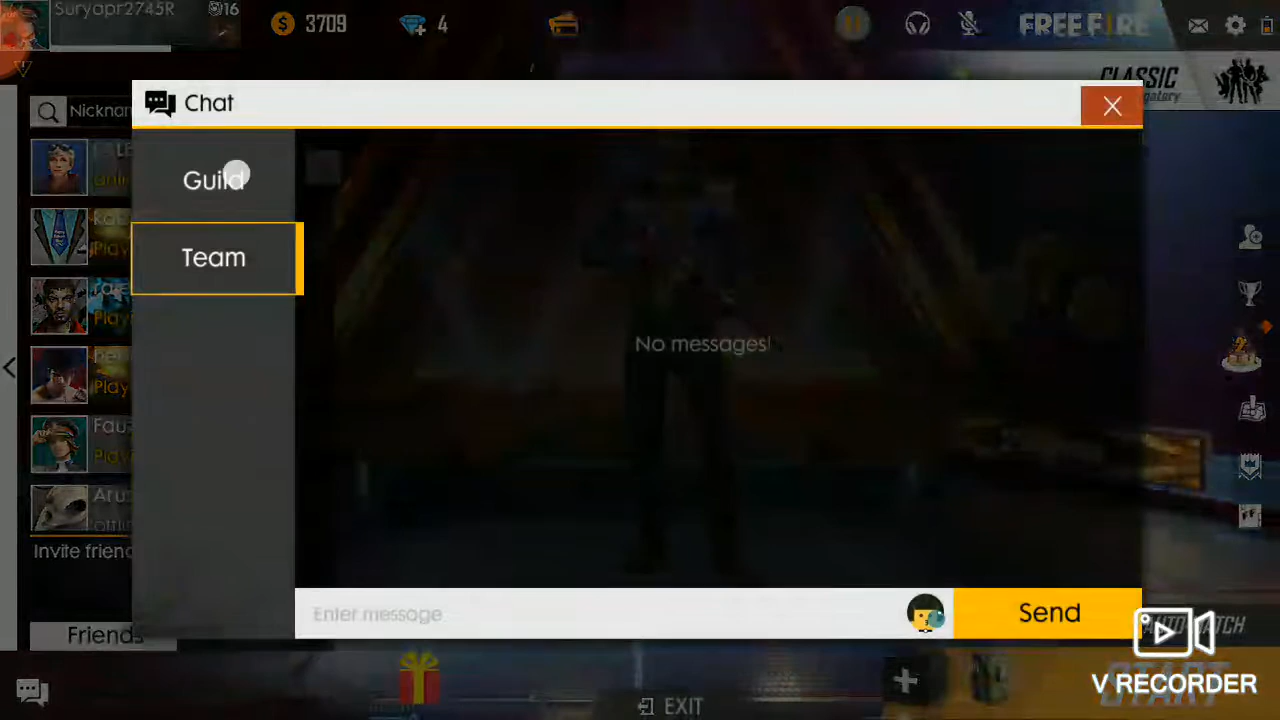 Suryapr2745R
16
3709
4
FREE FIRE
CLASSIC
Chat
Guild
Team
No messages!
Enter message
Send
Invite frien
Friends
EXIT
START
V RECORDER